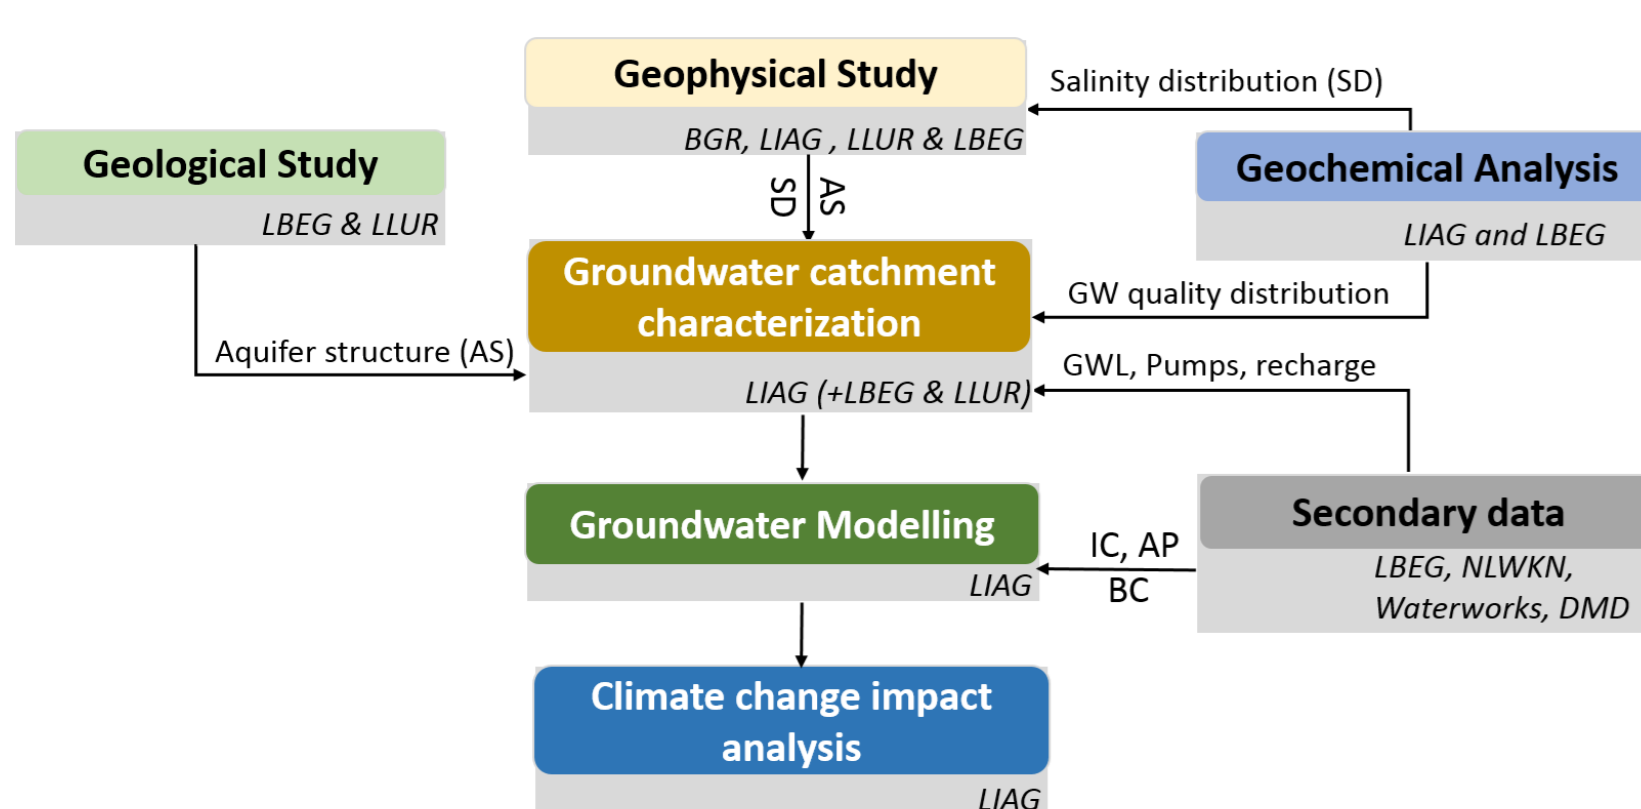 Geophysical Study
BGR, LIAG , LLUR & LBEG
Salinity distribution (SD)
Geological Study
LBEG & LLUR
Geochemical Analysis
LIAG and LBEG
SD
AS
Groundwater catchment
characterization
LIAG (+LBEG & LLUR)
GW quality distribution
Aquifer structure (AS)
GWL, Pumps, recharge
Groundwater Modelling
LIAG
IC, AP
BC
Secondary data
LBEG, NLWKN,
Waterworks, DMD
Climate change impact
analysis
LIAG